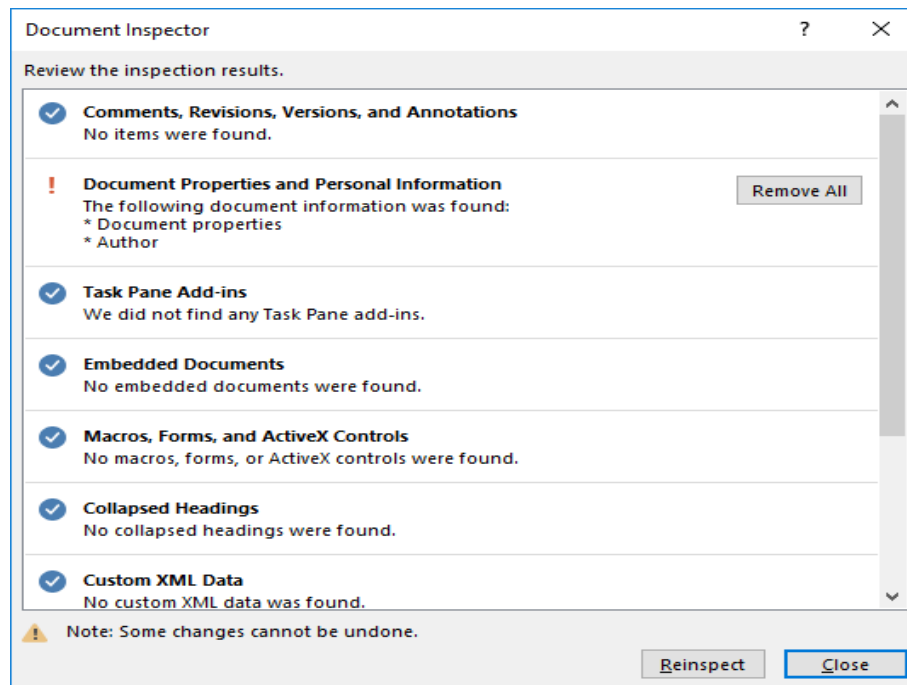 Document Inspector
Review the inspection results.
Comments, Revisions, Versions, and Annotations
No items were found.
Document Properties and Personal Information
Remove All
The following document information was found:
* Document properties
* Author
Task Pane Add-ins
We did not find any Task Pane add-ins.
Embedded Documents
No embedded documents were found.
Macros, Forms, and ActiveX Controls
No macros, forms, or ActiveX controls were found.
Collapsed Headings
No collapsed headings were found.
Custom XML Data
No custom XML data was found.
Note: Some changes cannot be undone.
Reinspect
Close